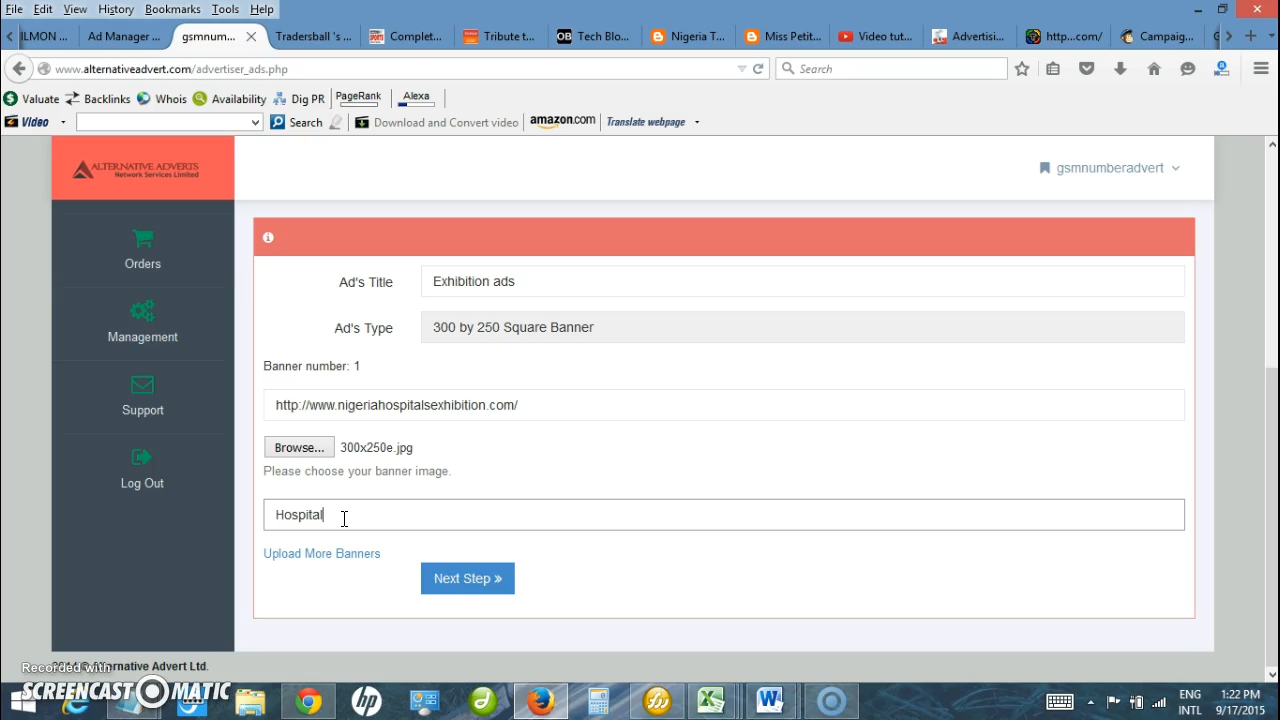 File Edit View History Bookmarks Tools Help
ILMON ... Ad Manager ... gsmnum... Tradersball 's ... Complet... Tribute t... Tech Blo... Nigeria T... Miss Petit... Video tut... Advertisi... http...com/ Campaig...
www.alternativeadvert.com/advertiser_ads.php Search
Valuate Backlinks Whois Availability Dig PR PageRank Alexa
Video Search Download and Convert video amazon.com Translate webpage
ALTERNATIVE ADVERTS
Network Services Limited
gsmnumberadvert
Orders
Management
Support
Log Out
Ad's Title Exhibition ads
Ad's Type 300 by 250 Square Banner
Banner number: 1
http://www.nigeriahospitalsexhibition.com/
Browse... 300x250e.jpg
Please choose your banner image.
Hospital
Upload More Banners
Next Step »
Alternative Advert Ltd.
Recorded with
SCREENCAST-O-MATIC
ENG 1:22 PM
INTL 9/17/2015